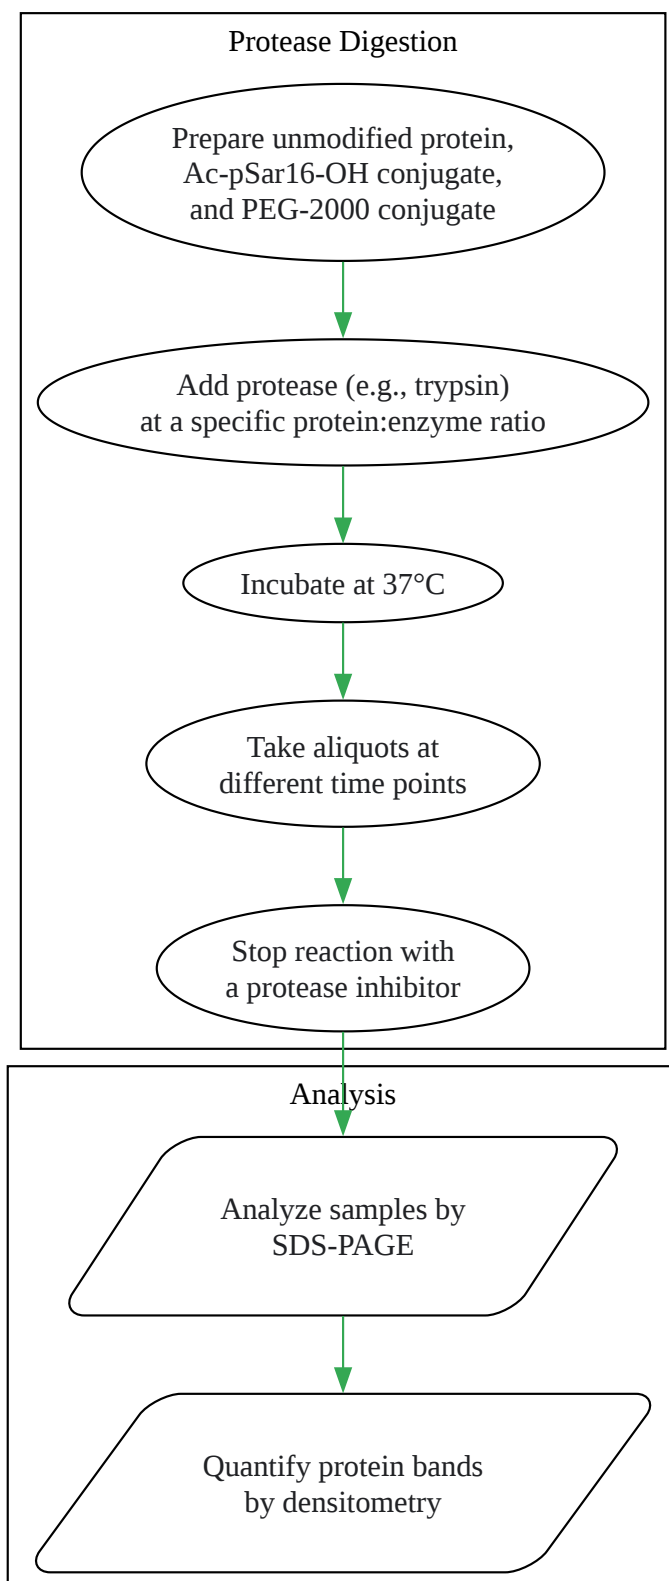 Protease Digestion
Prepare unmodified protein,
Ac-pSar16-OH conjugate,
and PEG-2000 conjugate
Add protease (e.g., trypsin)
at a specific protein:enzyme ratio
Incubate at 37°C
Take aliquots at
different time points
Stop reaction with
a protease inhibitor
Analysis
Analyze samples by
SDS-PAGE
Quantify protein bands
by densitometry